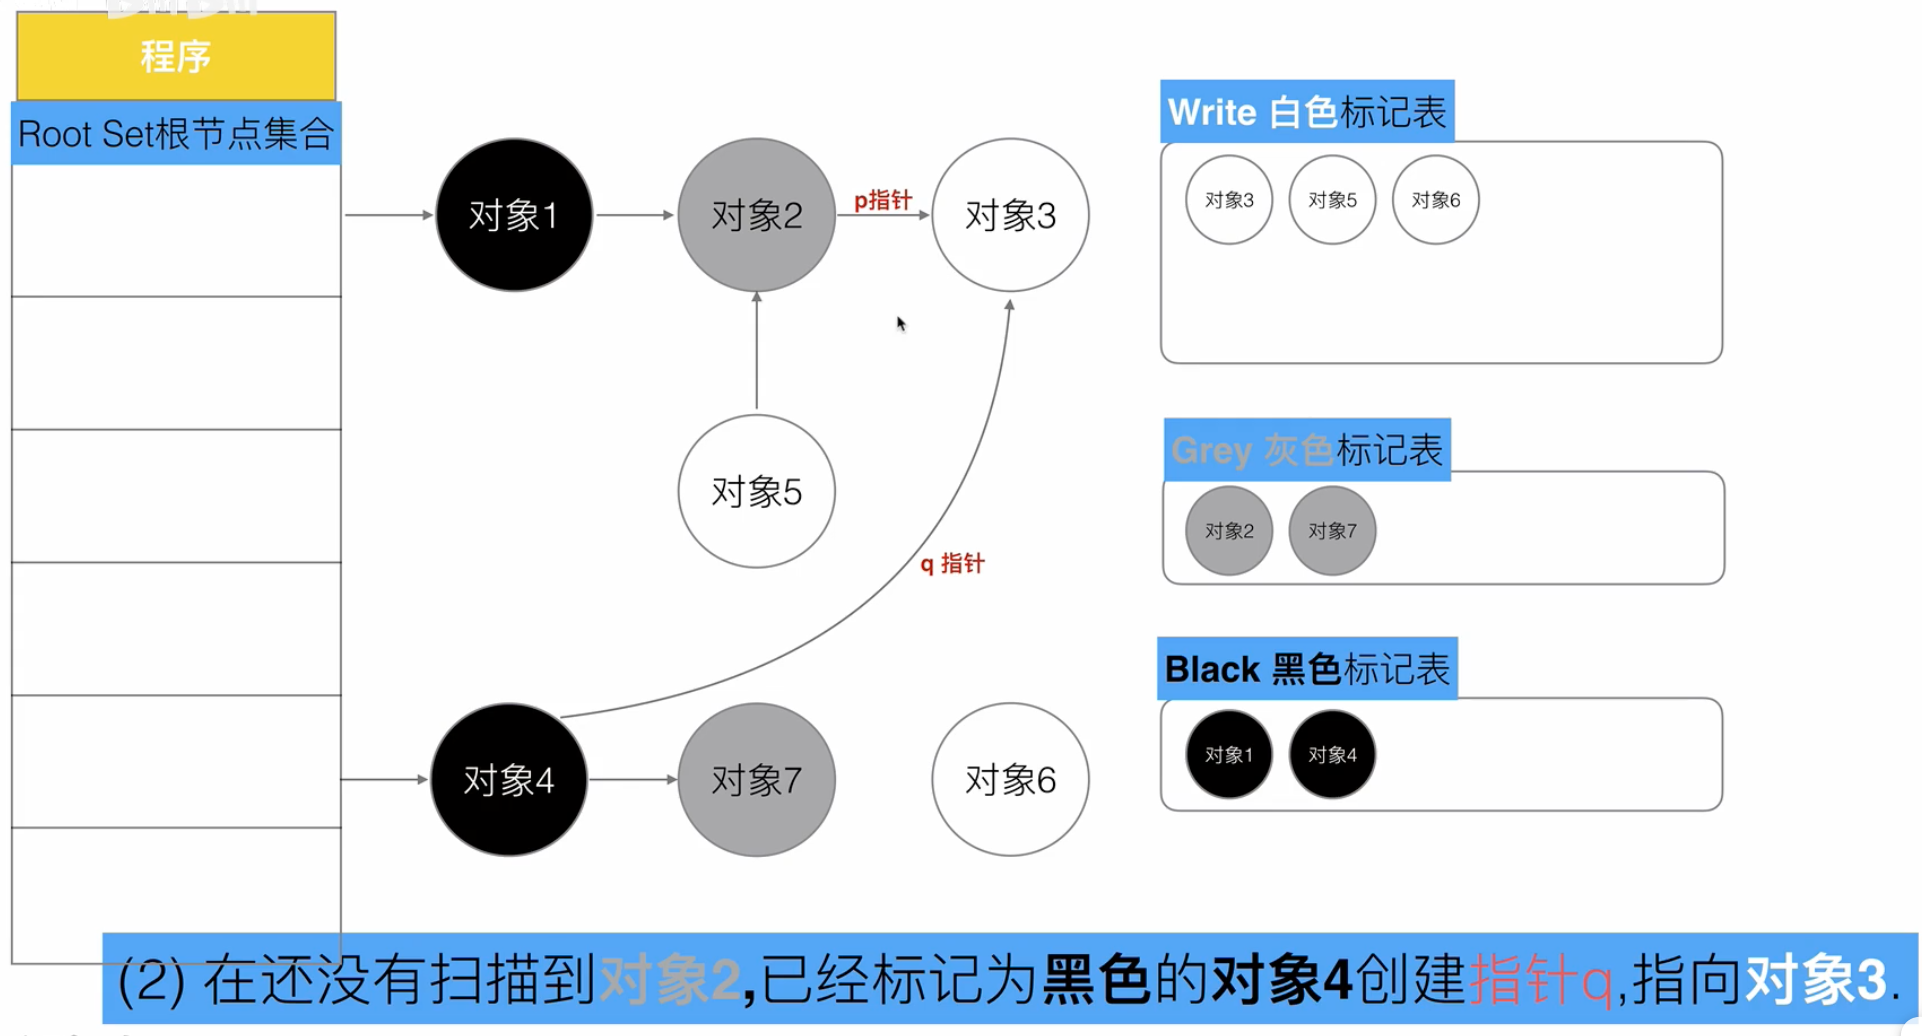 程序
Root Set根节点集合
对象1
对象2
p指针
对象3
对象5
q 指针
对象4
对象7
对象6
Write 白色标记表
对象3 对象5 对象6
Grey 灰色标记表
对象2 对象7
Black 黑色标记表
对象1 对象4
(2) 在还没有扫描到对象2,已经标记为黑色的对象4创建指针q,指向对象3.